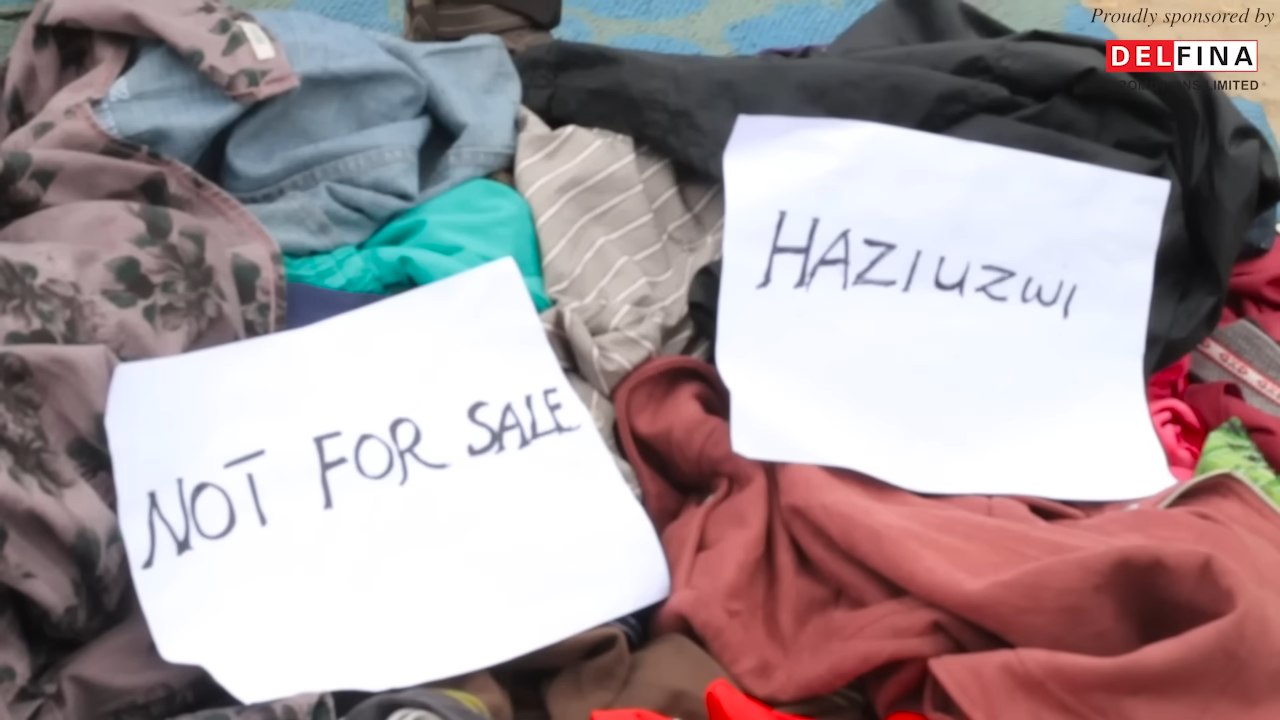 Proudly sponsored by
DELFINA
LIMITED
HAZIUZWI
NOT FOR SALE